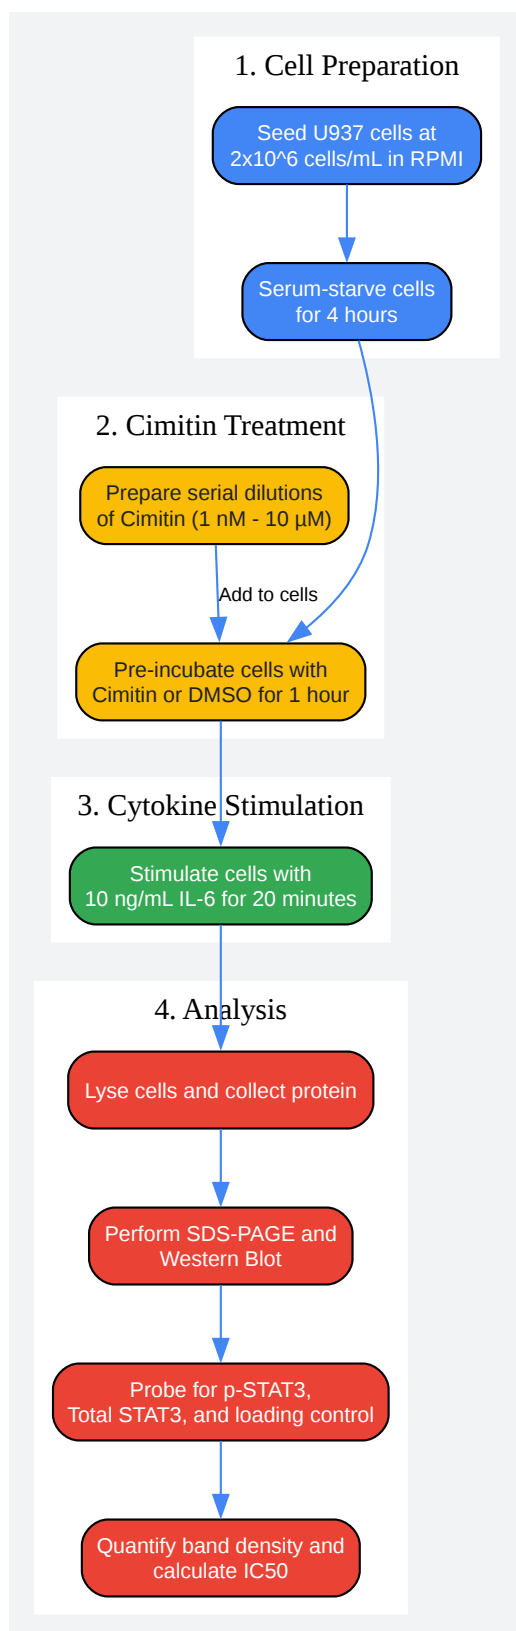 1. Cell Preparation
Seed U937 cells at
2x10^6 cells/mL in RPMI
Serum-starve cells
for 4 hours
2. Cimitin Treatment
Prepare serial dilutions
of Cimitin (1 nM - 10 µM)
Add to cells
Pre-incubate cells with
Cimitin or DMSO for 1 hour
3. Cytokine Stimulation
Stimulate cells with
10 ng/mL IL-6 for 20 minutes
4. Analysis
Lyse cells and collect protein
Perform SDS-PAGE and
Western Blot
Probe for p-STAT3,
Total STAT3, and loading control
Quantify band density and
calculate IC50